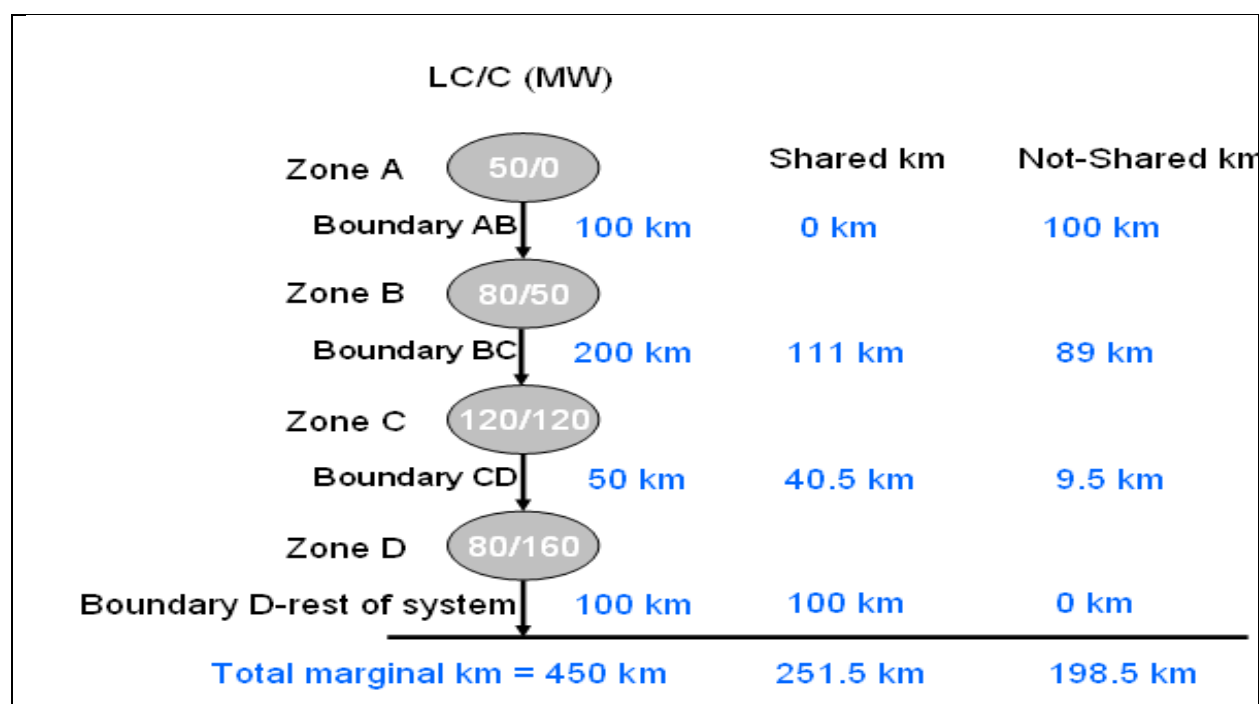 LC/C (MW)
Shared km Not-Shared km
Zone A 50/0
Boundary AB 100 km 0 km 100 km
Zone B 80/50
Boundary BC 200 km 111 km 89 km
Zone C 120/120
Boundary CD 50 km 40.5 km 9.5 km
Zone D 80/160
Boundary D-rest of system 100 km 100 km 0 km
Total marginal km = 450 km 251.5 km 198.5 km